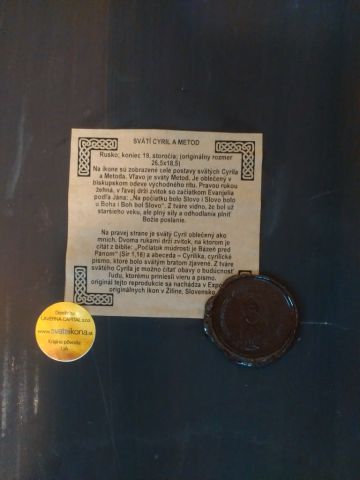 SVÄTÍ CYRIL A METOD
Rusko, koniec 19. storočia; (originálny rozmer
26,5x18,5)
Na ikone sú zobrazené celé postavy svätých Cyrila
a Metoda. Vľavo je svätý Metod. Je oblečený v
biskupskom odeve východného rítu. Pravou rokou
žehná, v ľavej drží zvitok so začiatkom Evanjelia
podľa Jána: „Na počiatku bolo Slovo i Slovo bolo
u Boha i Boh bol Slovo“. Z tváre vidno, že bol už
staršieho veku, ale plný sily a odhodlania plniť
Božie poslanie.
Na pravej strane je svätý Cyril oblečený ako
mních. Dvoma rukami drží zvitok, na ktorom je
citát z biblie: „Počiatok múdrosti je Bázeň pred
Pánom“ (Sir 1,16) a abeceda – Cyrilika, cyrilické
písmo, ktoré bolo svätým bratom zjavené. Z tváre
svätého Cyrila je možno čítať obavy o budúcnosť
ľudu, ktorému priniesli vieru a písmo.
originál tejto reprodukcie sa nachádza v Expo
originálnych ikon v Žiline, Slovensko
LAVERNA CAPITAL s.r.o.
www.svataikona.sk
Krajina pôvodu: